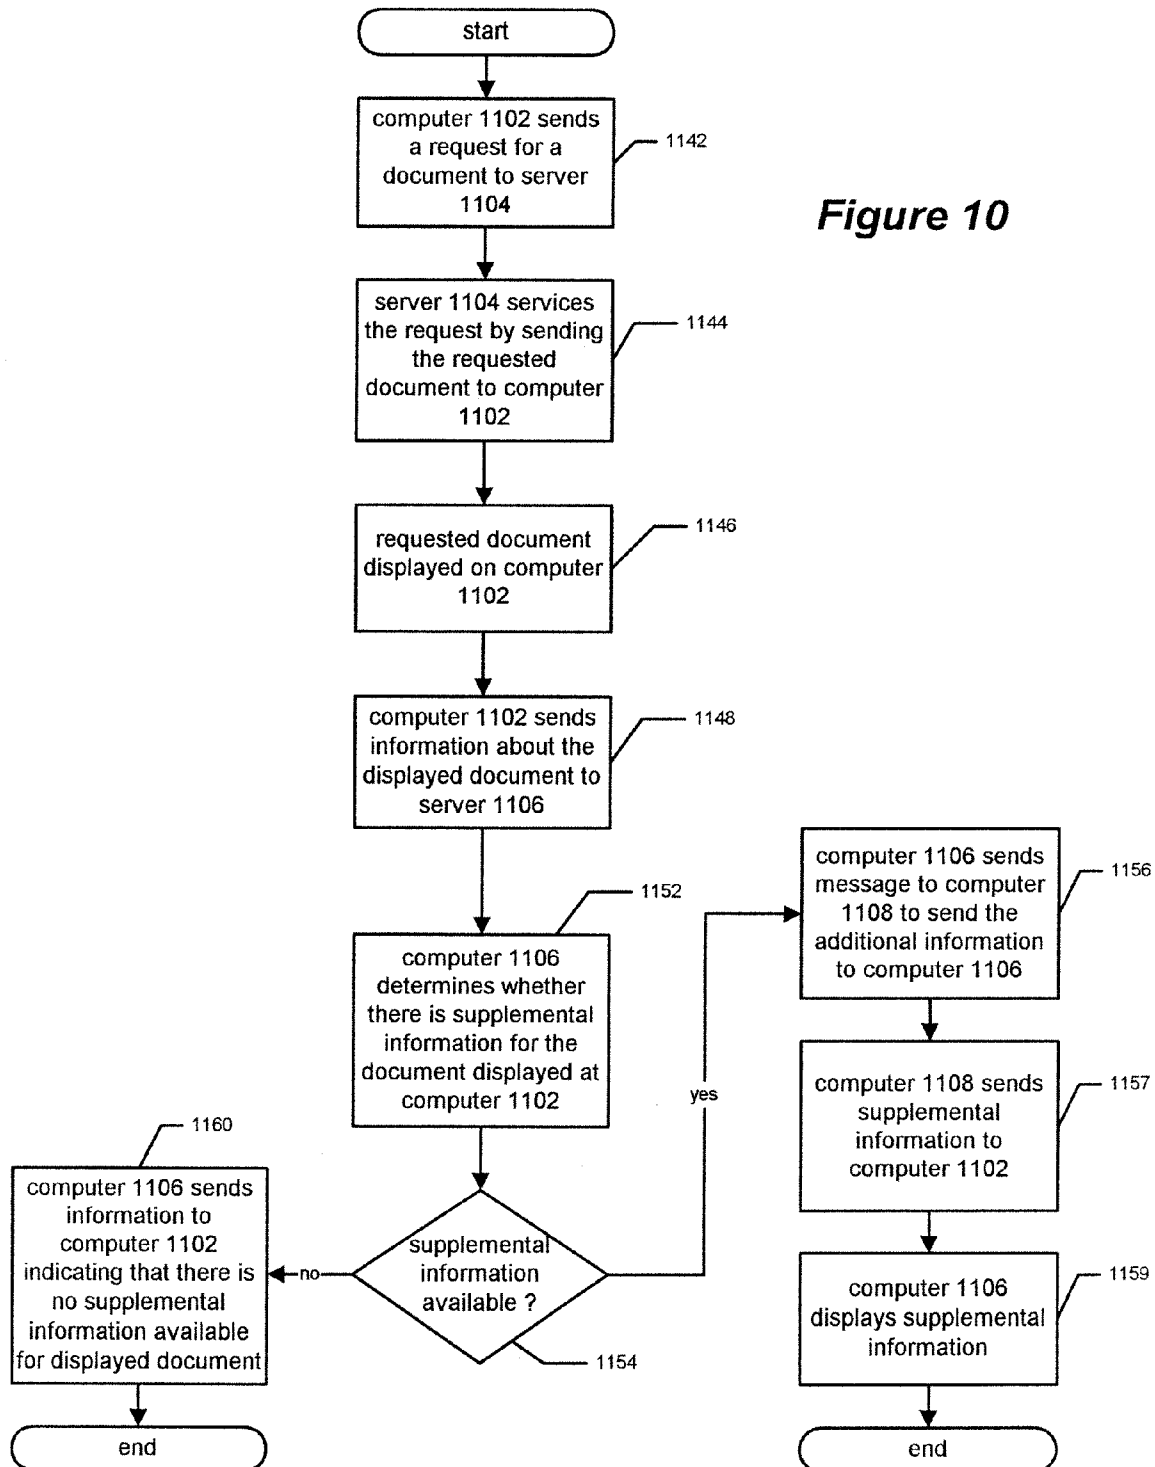 start
computer 1102 sends
a request for a
document to server
1104
1142
Figure 10
server 1104 services
the request by sending
the requested
document to computer
1102
1144
requested document
displayed on computer
1102
1146
computer 1102 sends
information about the
displayed document to
server 1106
1148
computer 1106
determines whether
there is supplemental
information for the
document displayed at
computer 1102
1152
supplemental
information
available ?
1154
no
yes
computer 1106 sends
information to
computer 1102
indicating that there is
no supplemental
information available
for displayed document
1160
end
computer 1106 sends
message to computer
1108 to send the
additional information
to computer 1106
1156
computer 1108 sends
supplemental
information to
computer 1102
1157
computer 1106
displays supplemental
information
1159
end